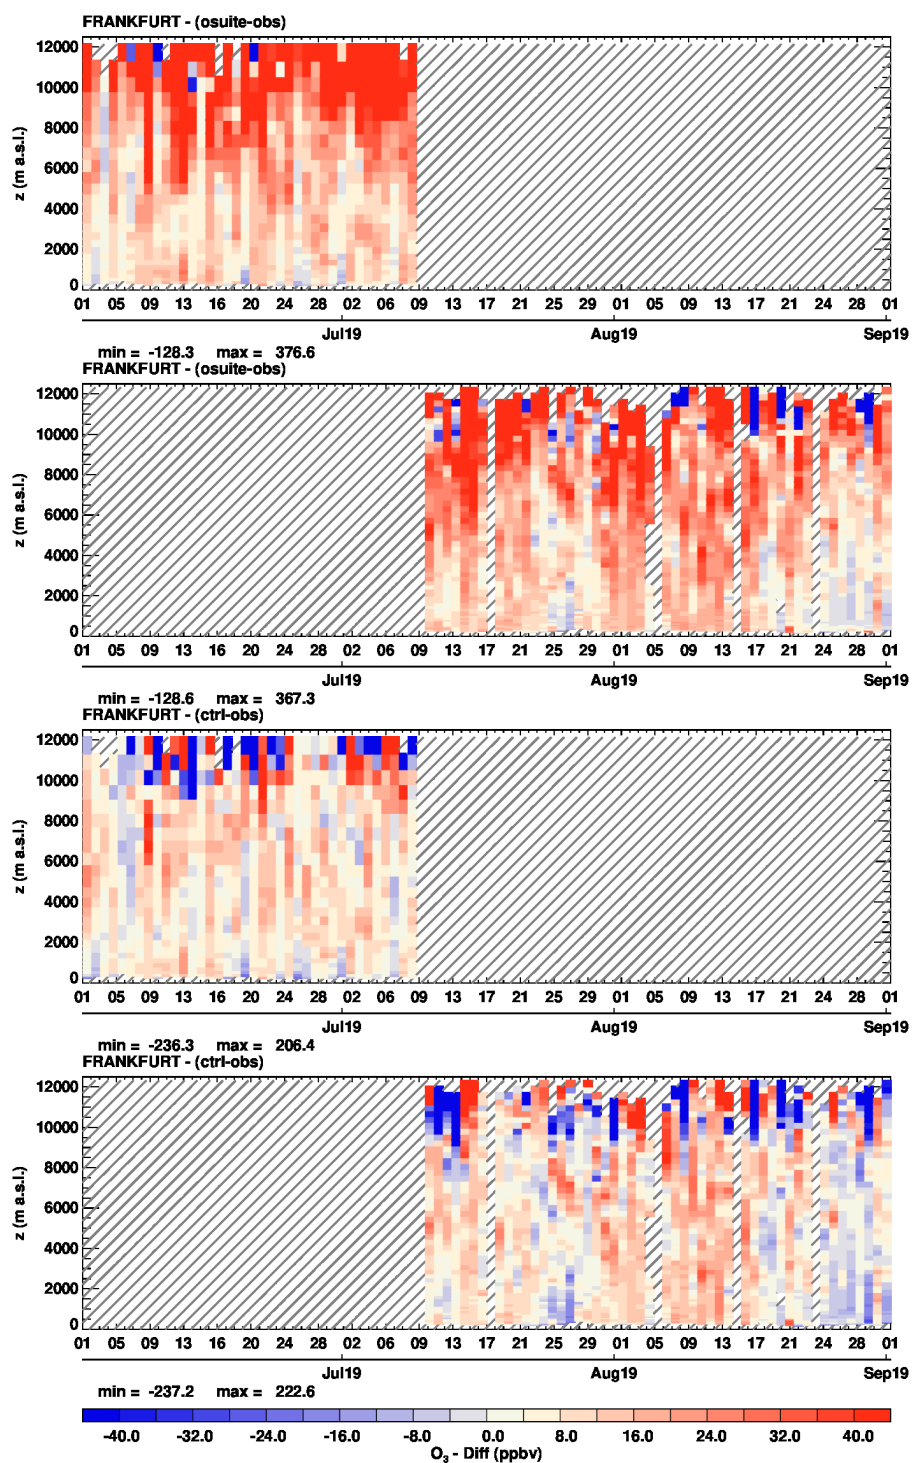 FRANKFURT - (osuite-obs)
12000
10000
8000
6000
4000
2000
0
z (m a.s.l.)
01 05 09 13 16 20 24 28 02 06 09 13 17 21 25 29 01 05 09 13 17 21 24 28 01
Jul19 Aug19 Sep19
min = -128.3 max = 376.6
FRANKFURT - (osuite-obs)
12000
10000
8000
6000
4000
2000
0
z (m a.s.l.)
01 05 09 13 16 20 24 28 02 06 09 13 17 21 25 29 01 05 09 13 17 21 24 28 01
Jul19 Aug19 Sep19
min = -128.6 max = 367.3
FRANKFURT - (ctrl-obs)
12000
10000
8000
6000
4000
2000
0
z (m a.s.l.)
01 05 09 13 16 20 24 28 02 06 09 13 17 21 25 29 01 05 09 13 17 21 24 28 01
Jul19 Aug19 Sep19
min = -236.3 max = 206.4
FRANKFURT - (ctrl-obs)
12000
10000
8000
6000
4000
2000
0
z (m a.s.l.)
01 05 09 13 16 20 24 28 02 06 09 13 17 21 25 29 01 05 09 13 17 21 24 28 01
Jul19 Aug19 Sep19
min = -237.2 max = 222.6
-40.0 -32.0 -24.0 -16.0 -8.0 0.0 8.0 16.0 24.0 32.0 40.0
O₃ - Diff (ppbv)